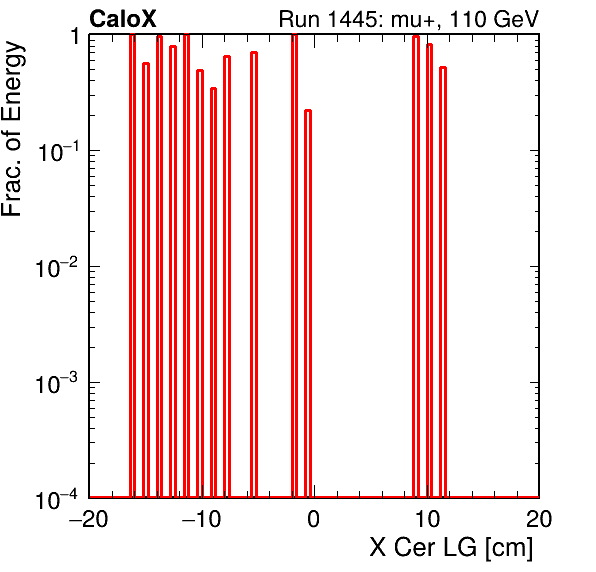 CaloX Run 1445: mu+, 110 GeV
Frac. of Energy
1
10⁻¹
10⁻²
10⁻³
10⁻⁴
−20 −10 0 10 20
X Cer LG [cm]